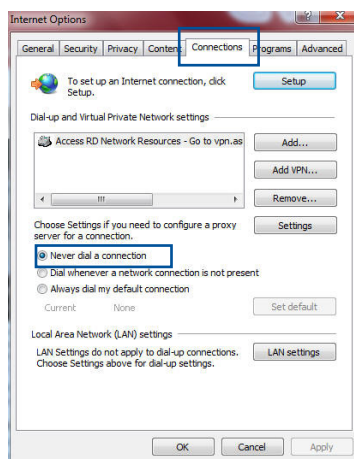 Internet Options
General Security Privacy Content Connections Programs Advanced
To set up an Internet connection, click
Setup.
Setup
Dial-up and Virtual Private Network settings
Access RD Network Resources - Go to vpn.as
Add...
Add VPN...
Remove...
Choose Settings if you need to configure a proxy
server for a connection.
Settings
Never dial a connection
Dial whenever a network connection is not present
Always dial my default connection
Current None
Set default
Local Area Network (LAN) settings
LAN Settings do not apply to dial-up connections.
Choose Settings above for dial-up settings.
LAN settings
OK Cancel Apply